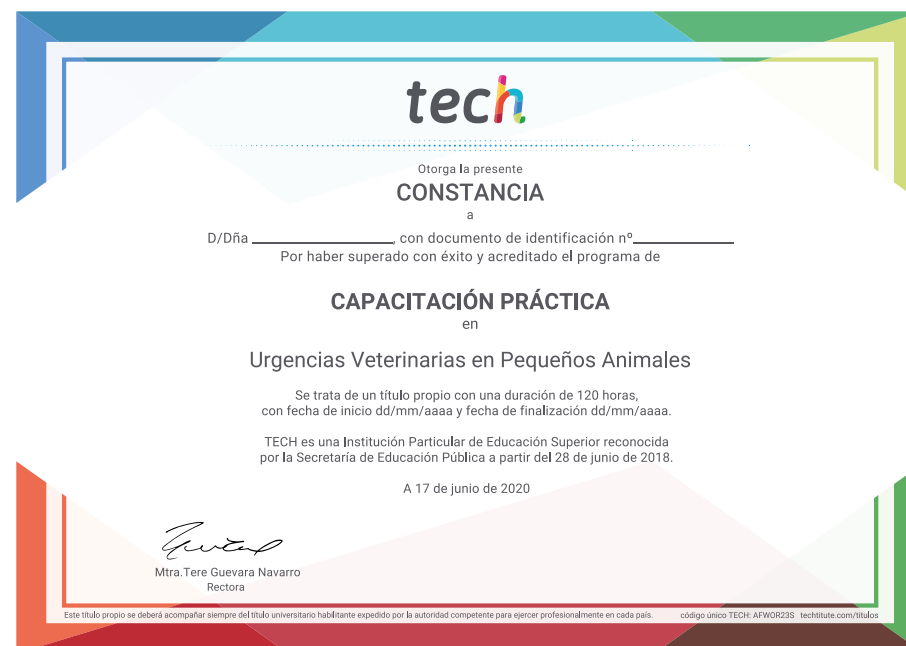 tech
Otorga la presente
CONSTANCIA
a
D/Dña ____________________, con documento de identificación nº______________
Por haber superado con éxito y acreditado el programa de
CAPACITACIÓN PRÁCTICA
en
Urgencias Veterinarias en Pequeños Animales
Se trata de un título propio con una duración de 120 horas,
con fecha de inicio dd/mm/aaaa y fecha de finalización dd/mm/aaaa.
TECH es una Institución Particular de Educación Superior reconocida
por la Secretaría de Educación Pública a partir del 28 de junio de 2018.
A 17 de junio de 2020
Mtra.Tere Guevara Navarro
Rectora
Este título propio se deberá acompañar siempre del título universitario habilitante expedido por la autoridad competente para ejercer profesionalmente en cada país. código único TECH: AFWOR23S techtitute.com/titulos